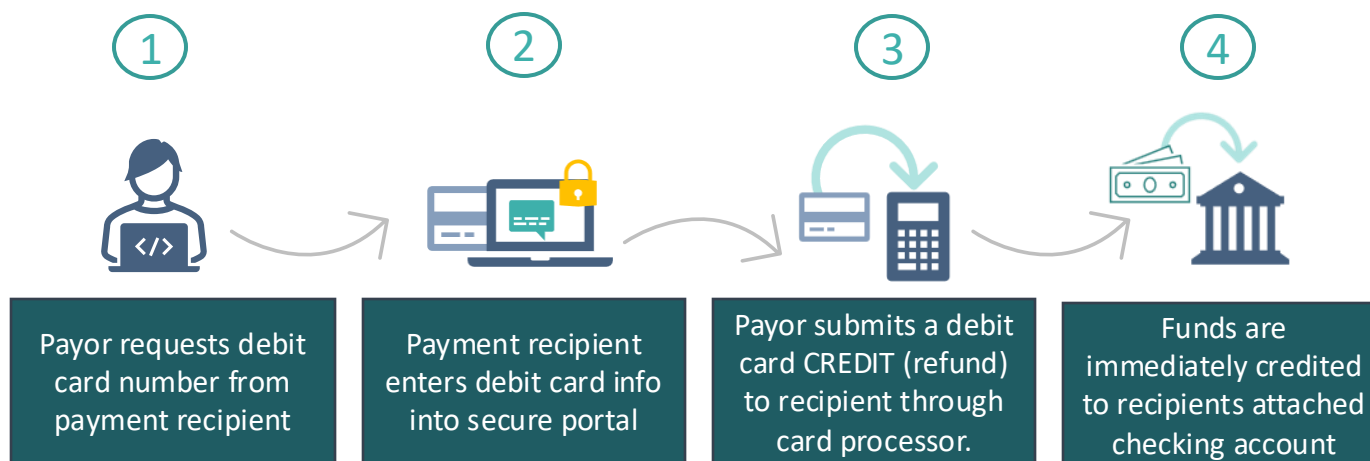 1
2
3
4
</>
Payor requests debit
card number from
payment recipient
Payment recipient
enters debit card info
into secure portal
Payor submits a debit
card CREDIT (refund)
to recipient through
card processor.
Funds are
immediately credited
to recipients attached
checking account